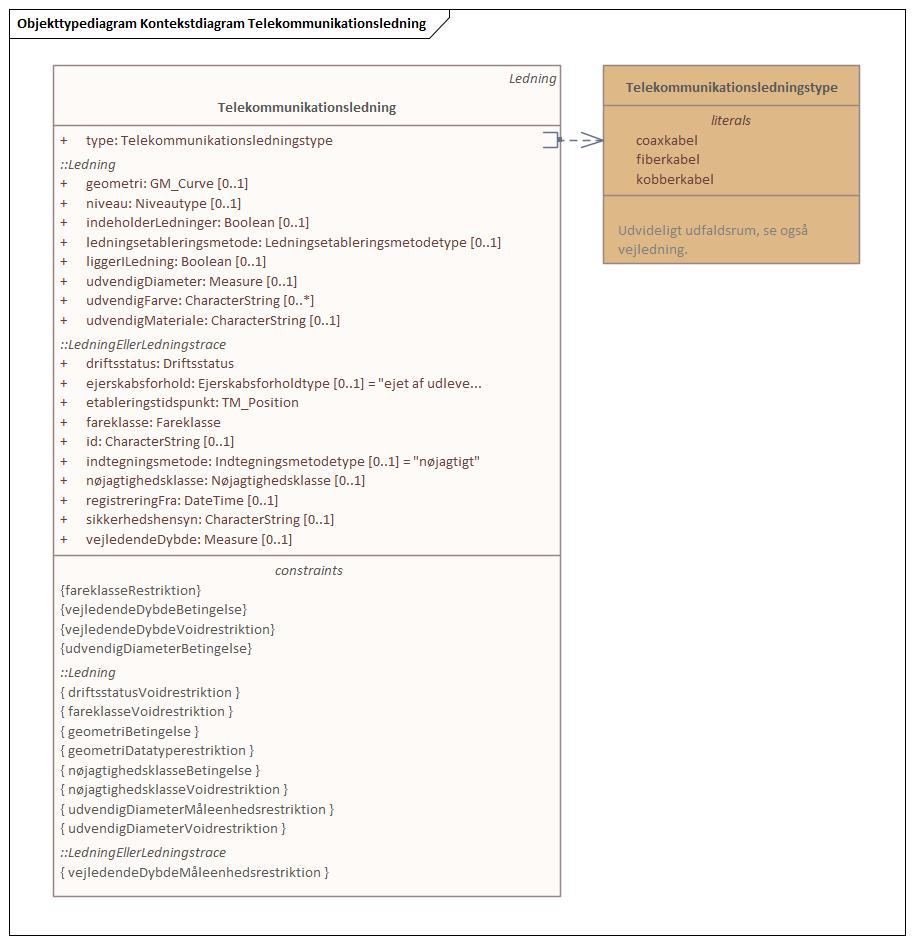 Objekttypediagram Kontekstdiagram Telekommunikationsledning
Ledning
Telekommunikationsledning
+ type: Telekommunikationsledningstype
::Ledning
+ geometri: GM_Curve [0..1]
+ niveau: Niveautype [0..1]
+ indeholderLedninger: Boolean [0..1]
+ ledningsetableringsmetode: Ledningsetableringsmetodetype [0..1]
+ liggerILedning: Boolean [0..1]
+ udvendigDiameter: Measure [0..1]
+ udvendigFarve: CharacterString [0..*]
+ udvendigMateriale: CharacterString [0..1]
::LedningEllerLedningstrace
+ driftsstatus: Driftsstatus
+ ejerskabsforhold: Ejerskabsforholdtype [0..1] = "ejet af udleve...
+ etableringstidspunkt: TM_Position
+ fareklasse: Fareklasse
+ id: CharacterString [0..1]
+ indtegningsmetode: Indtegningsmetodetype [0..1] = "nøjagtigt"
+ nøjagtighedsklasse: Nøjagtighedsklasse [0..1]
+ registreringFra: DateTime [0..1]
+ sikkerhedshensyn: CharacterString [0..1]
+ vejledendeDybde: Measure [0..1]
constraints
{fareklasseRestriktion}
{vejledendeDybdeBetingelse}
{vejledendeDybdeVoidrestriktion}
{udvendigDiameterBetingelse}
::Ledning
{ driftsstatusVoidrestriktion }
{ fareklasseVoidrestriktion }
{ geometriBetingelse }
{ geometriDatatyperestriktion }
{ nøjagtighedsklasseBetingelse }
{ nøjagtighedsklasseVoidrestriktion }
{ udvendigDiameterMåleenhedsrestriktion }
{ udvendigDiameterVoidrestriktion }
::LedningEllerLedningstrace
{ vejledendeDybdeMåleenhedsrestriktion }
Telekommunikationsledningstype
literals
coaxkabel
fiberkabel
kobberkabel
Udvideligt udfaldsrum, se også
vejledning.